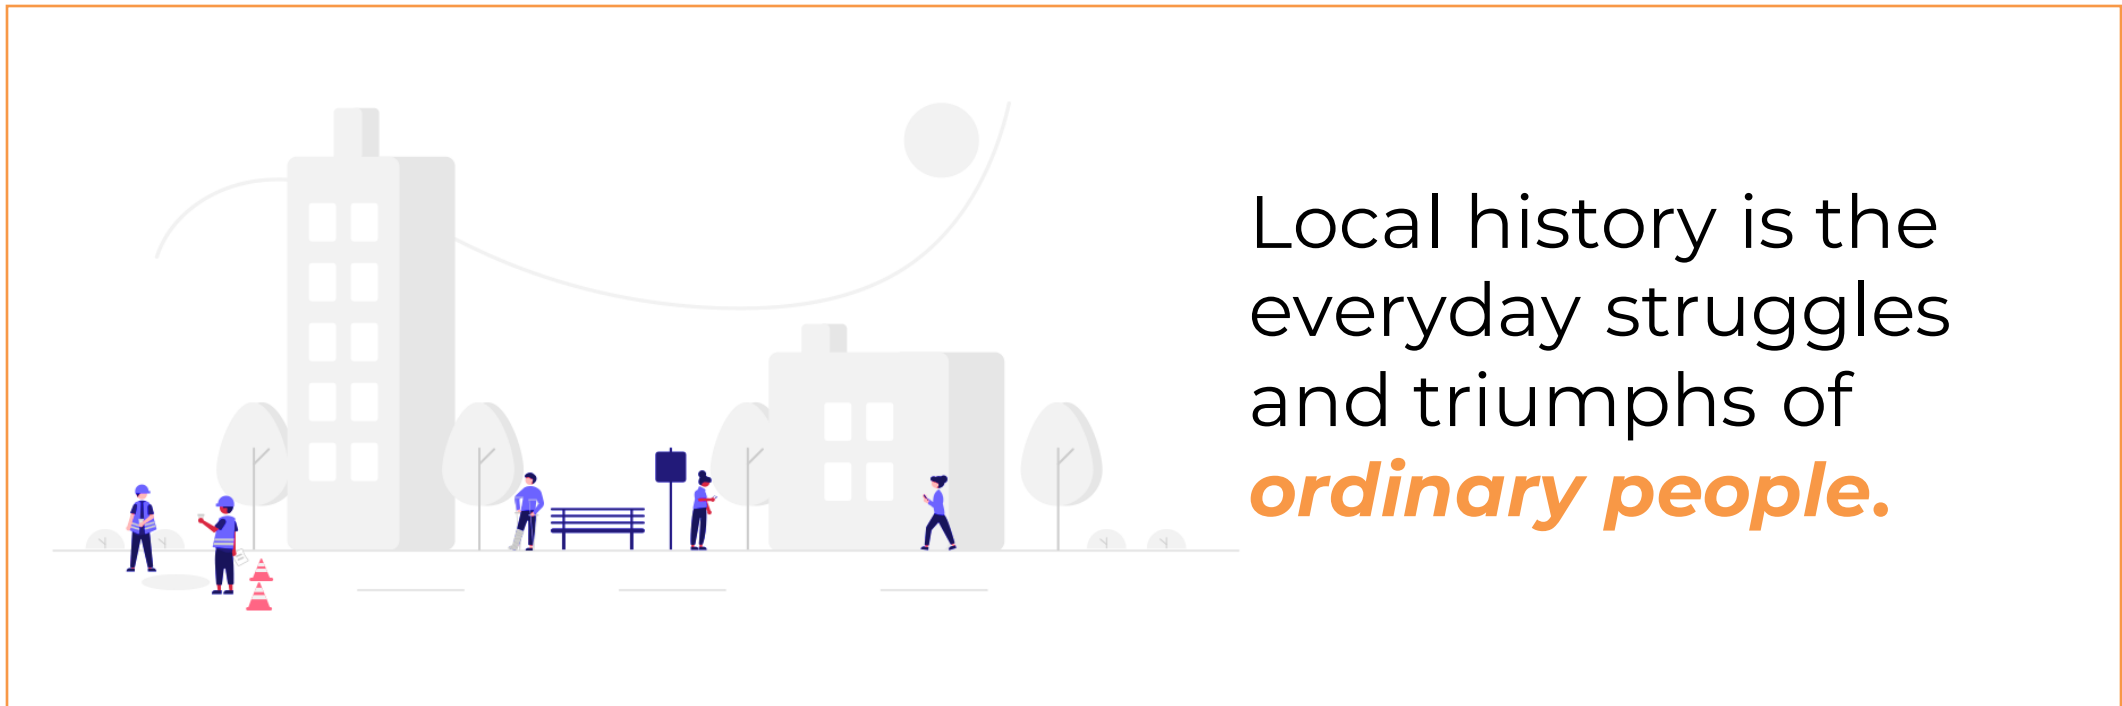 Local history is the
everyday struggles
and triumphs of
ordinary people.